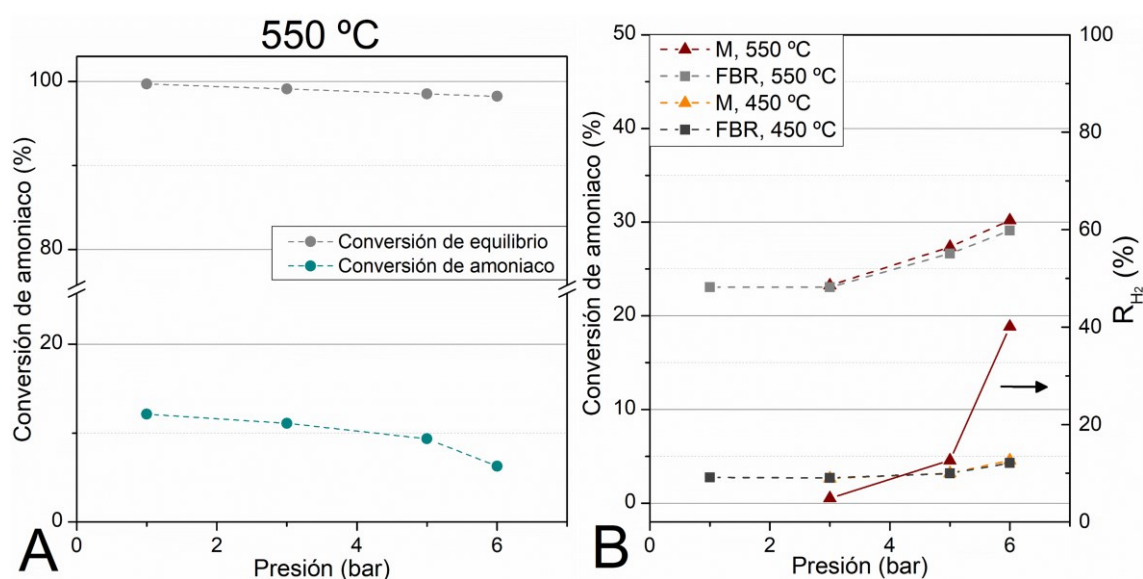 550 ºC
Conversión de amoniaco (%)
100
80
20
0
Conversión de equilibrio
Conversión de amoniaco
0
2
4
6
Presión (bar)
A
M, 550 ºC
FBR, 550 ºC
M, 450 ºC
FBR, 450 ºC
Conversión de amoniaco (%)
50
40
30
20
10
0
100
80
60
40
20
0
R_H2 (%)
0
2
4
6
Presión (bar)
B